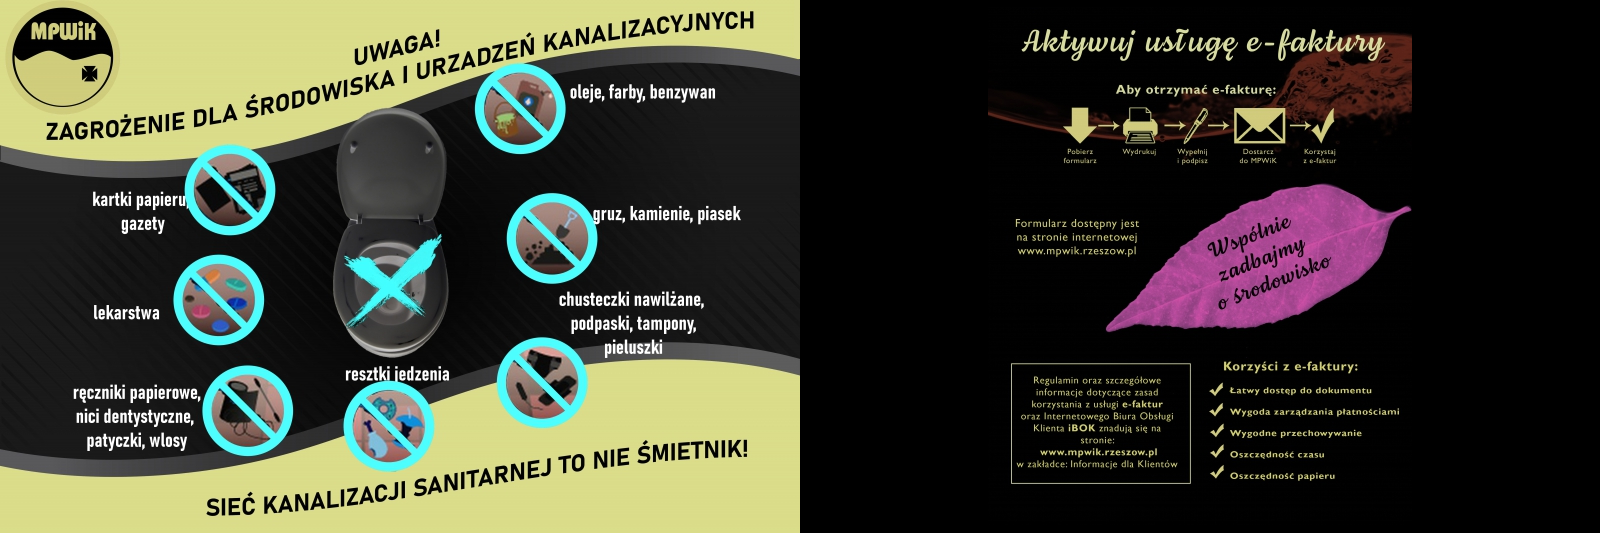 MPWiK
UWAGA!
ZAGROŻENIE DLA ŚRODOWISKA I URZADZEŃ KANALIZACYJNYCH
oleje, farby, benzywan
kartki papieru,
gazety
gruz, kamienie, piasek
lekarstwa
chusteczki nawilżane,
podpaski, tampony,
pieluszki
resztki jedzenia
ręczniki papierowe,
nici dentystyczne,
patyczki, wlosy
SIEĆ KANALIZACJI SANITARNEJ TO NIE ŚMIETNIK!
Aktywuj usługę e-faktury
Aby otrzymać e-fakturę:
Pobierz
formularz
Wydrukuj
Wypełnij
i podpisz
Dostarcz
do MPWiK
Korzystaj
z e-faktur
Formularz dostępny jest
na stronie internetowej
www.mpwik.rzeszow.pl
Wspólnie
zadbajmy
o środowisko
Regulamin oraz szczegółowe
informacje dotyczące zasad
korzystania z usługi e-faktur
oraz Internetowego Biura Obsługi
Klienta iBOK znadują się na
stronie:
www.mpwik.rzeszow.pl
w zakładce: Informacje dla Klientów
Korzyści z e-faktury:
Łatwy dostęp do dokumentu
Wygoda zarządzania płatnościami
Wygodne przechowywanie
Oszczędność czasu
Oszczędność papieru